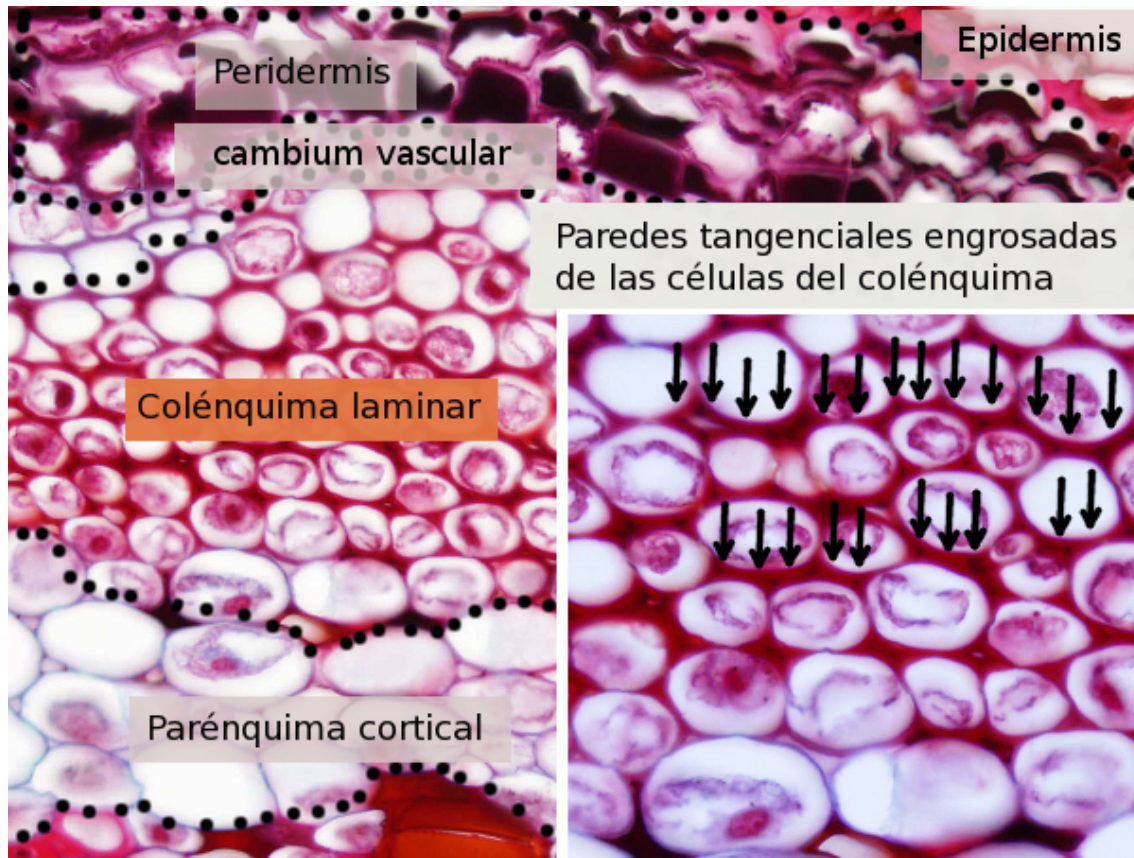 Epidermis
Peridermis
cambium vascular
Paredes tangenciales engrosadas
de las células del colénquima
Colénquima laminar
Parénquima cortical